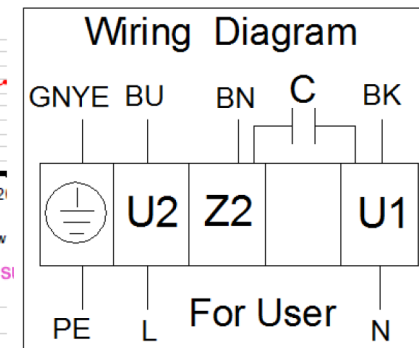 Wiring Diagram
GNYE BU BN C BK
U2 Z2 U1
For User
PE L N